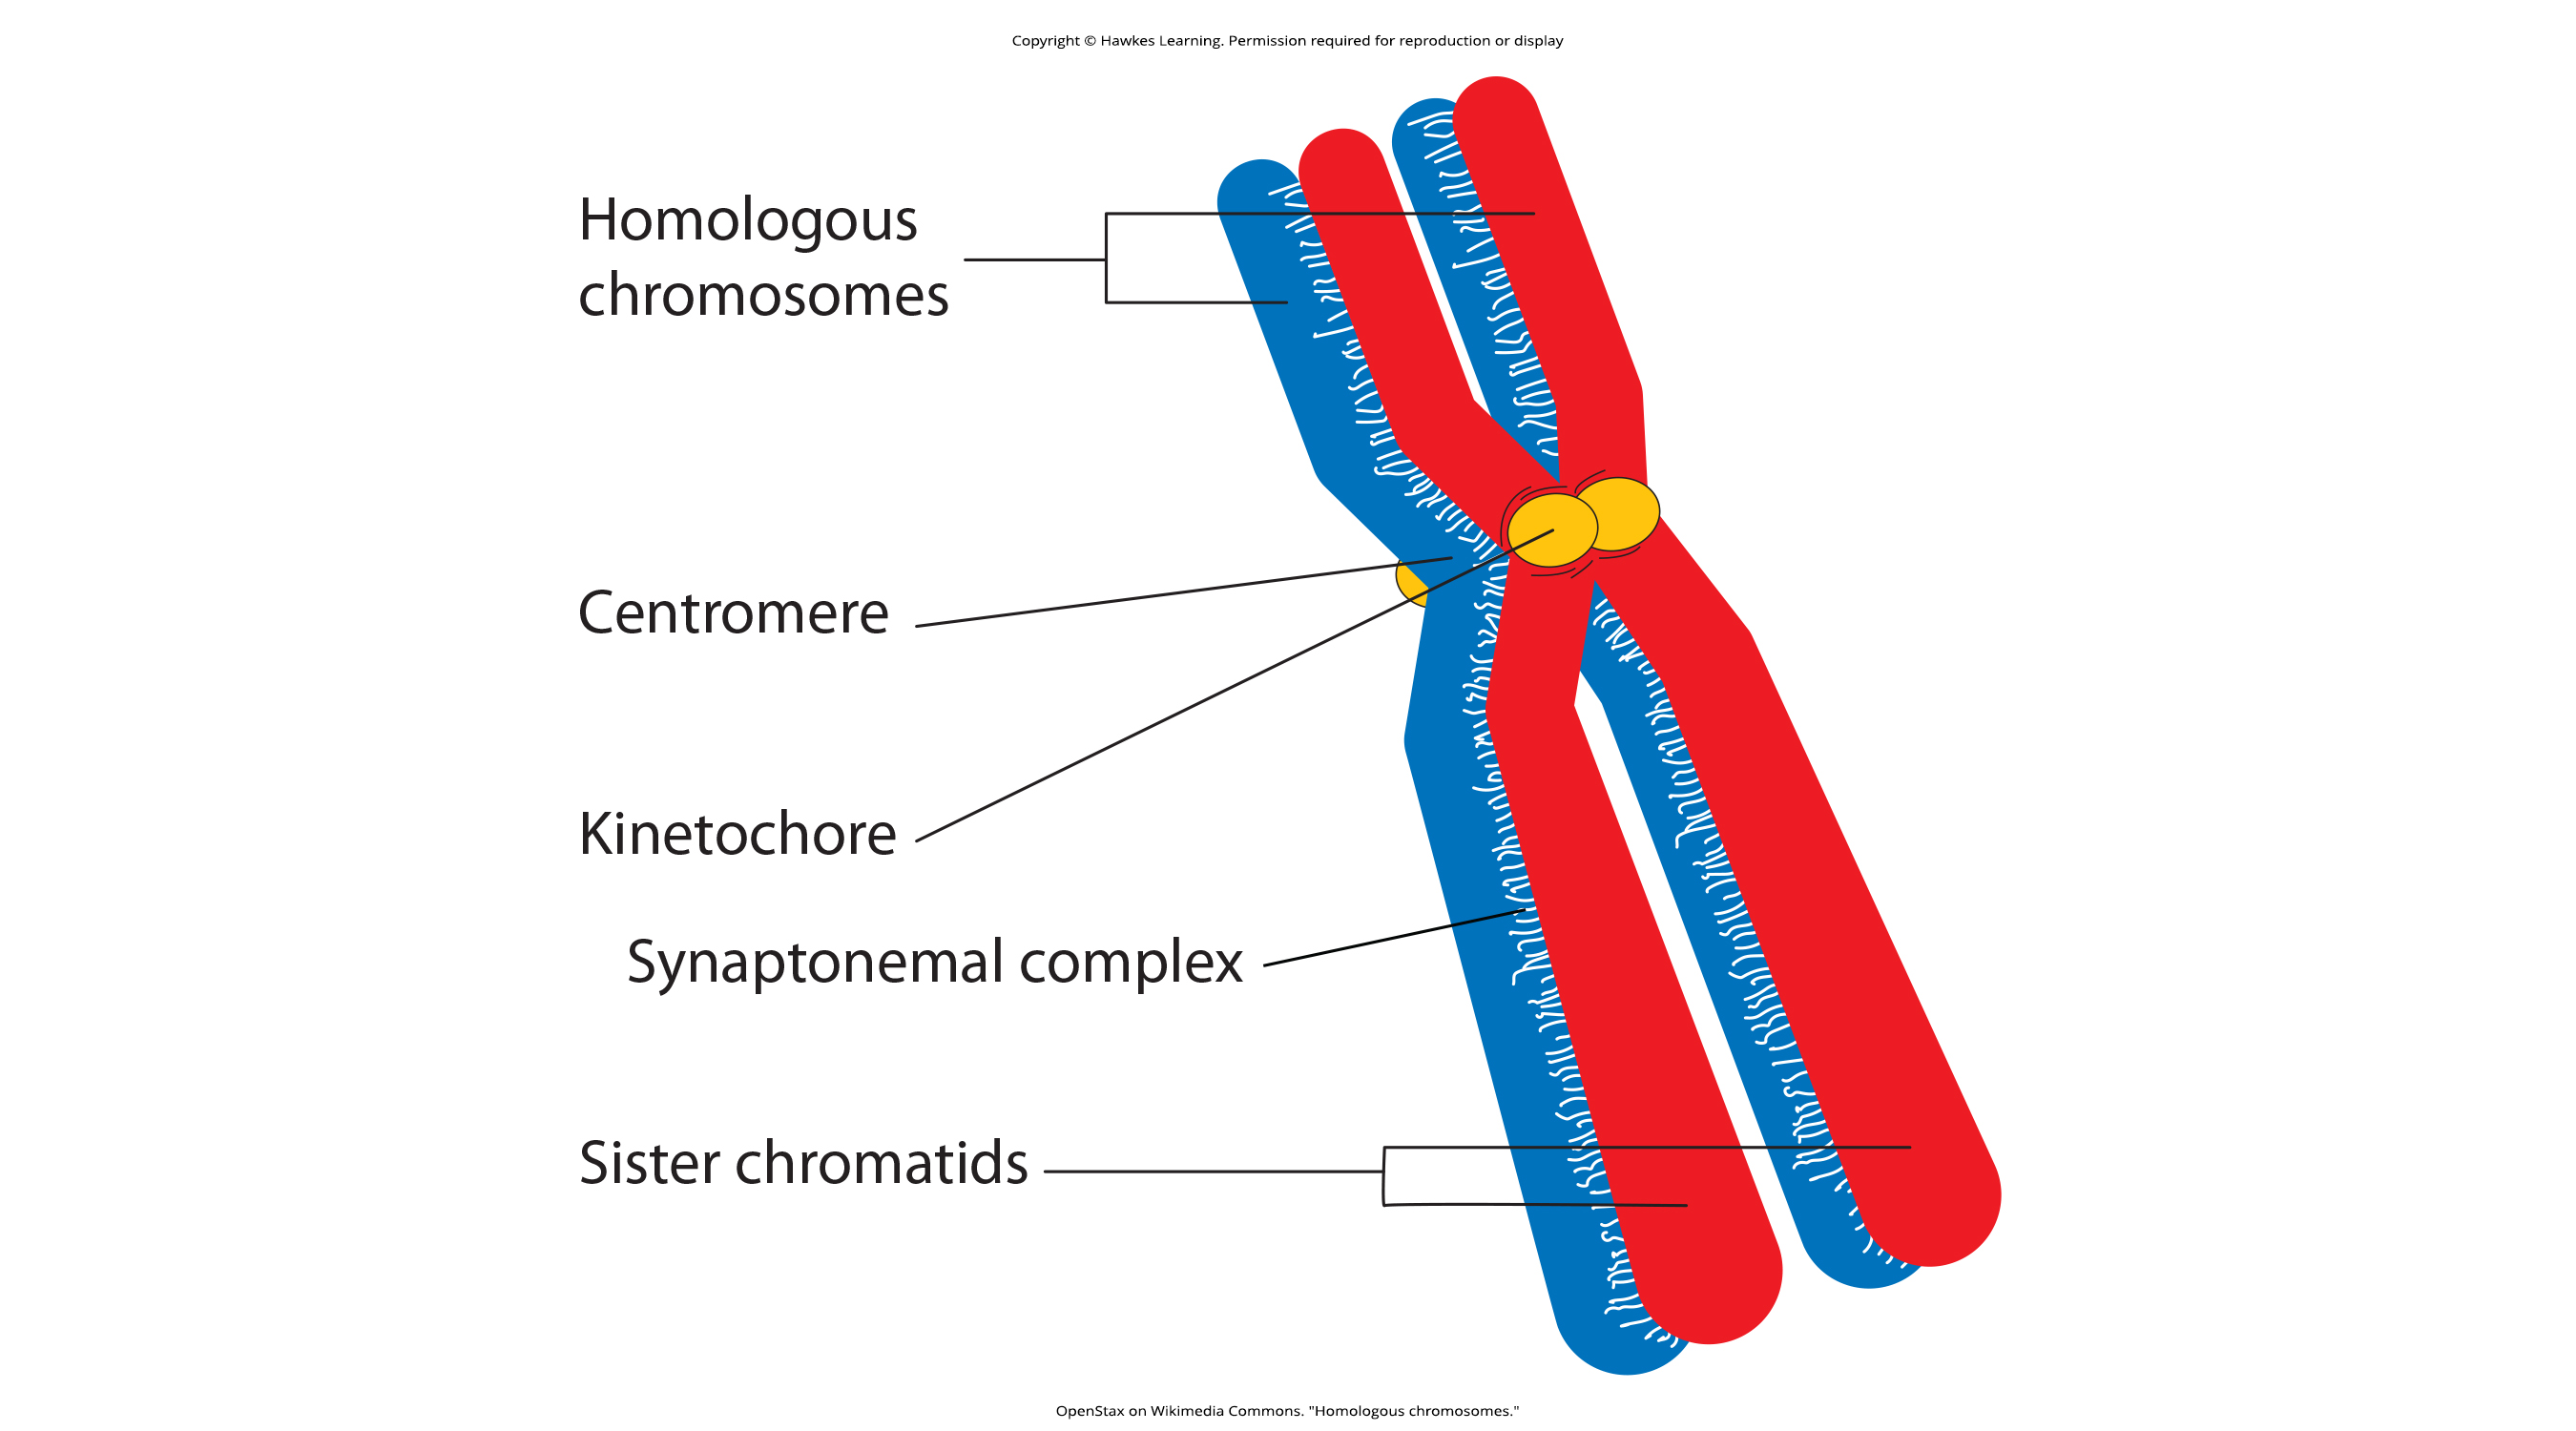 Copyright © Hawkes Learning. Permission required for reproduction or display
Homologous
chromosomes
Centromere
Kinetochore
Synaptonemal complex
Sister chromatids
OpenStax on Wikimedia Commons. "Homologous chromosomes."